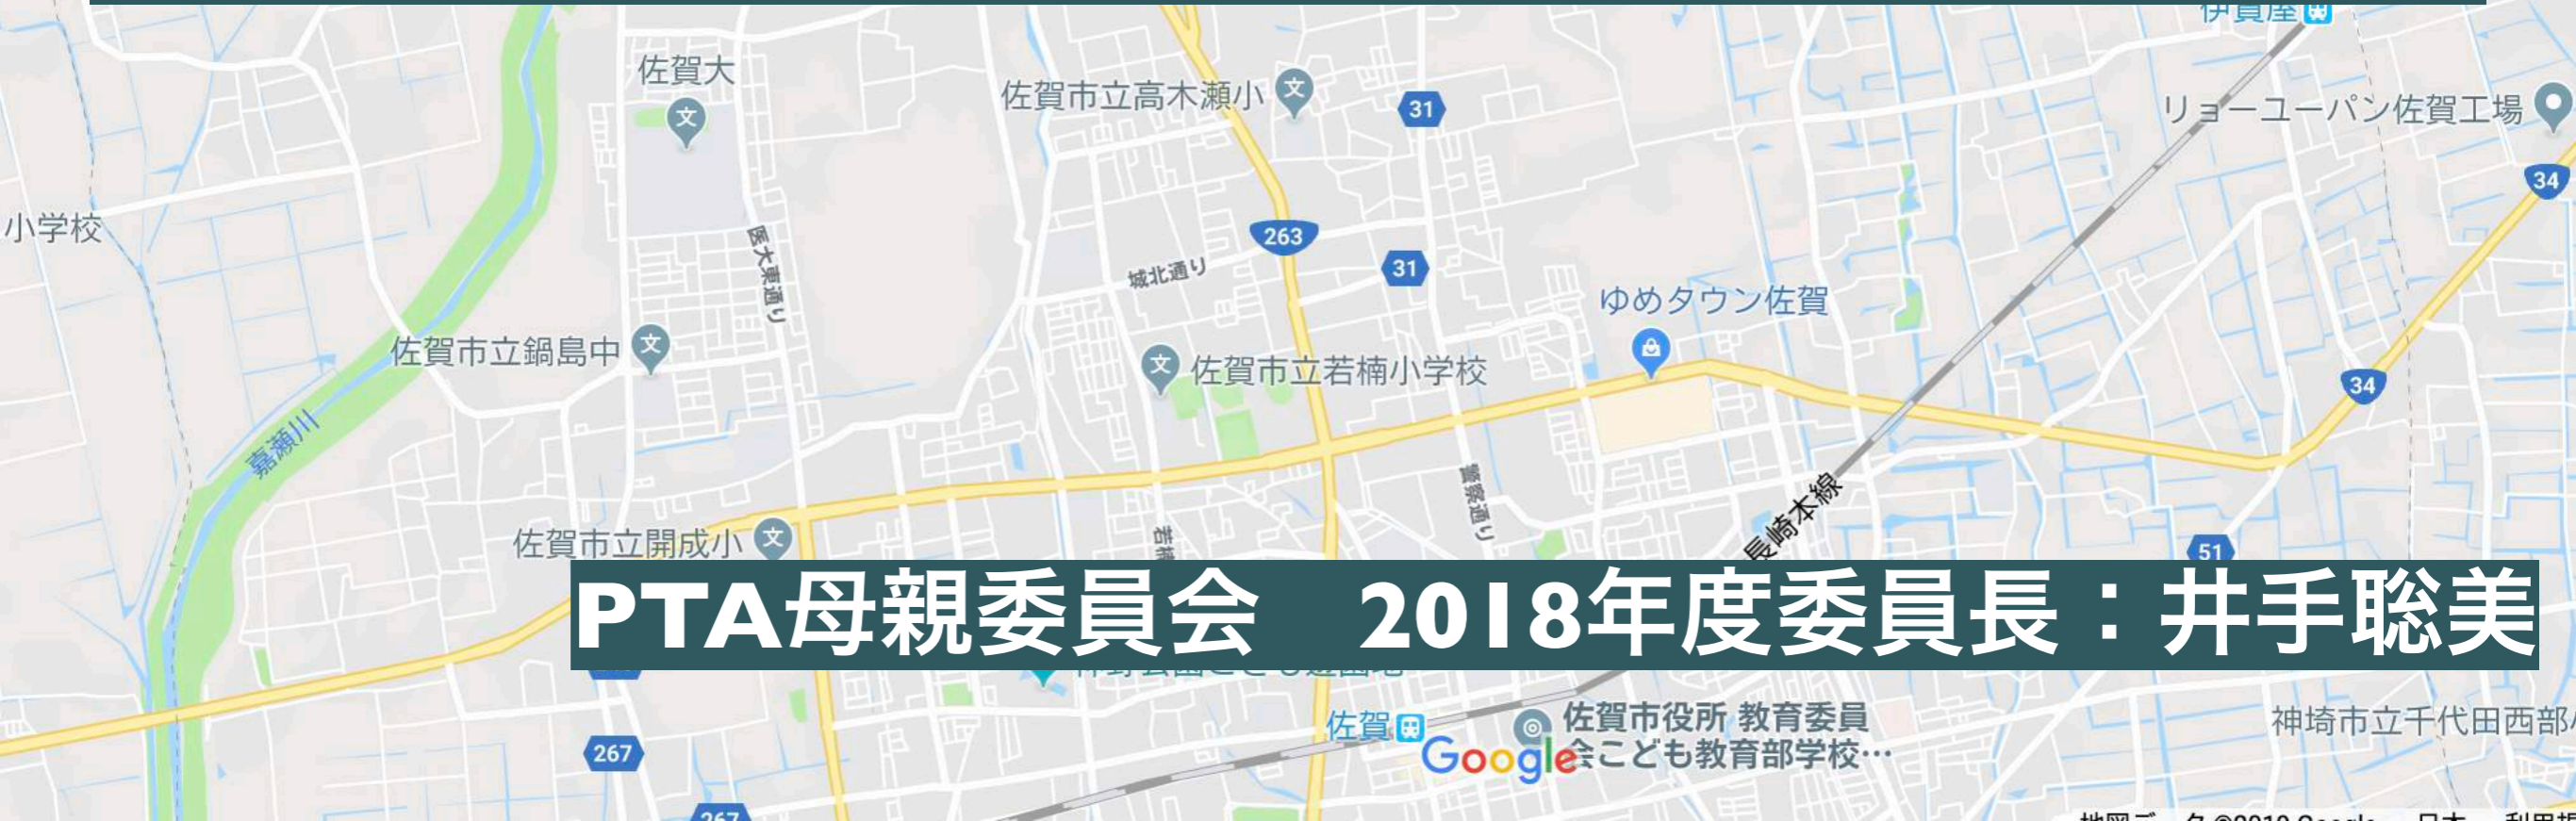 伊賀屋
佐賀大
佐賀市立高木瀬小
31
リョーユーパン佐賀工場
34
小学校
263
医大東通り
城北通り
31
ゆめタウン佐賀
佐賀市立鍋島中
佐賀市立若楠小学校
34
嘉瀬川
警察通り
長崎本線
佐賀市立開成小
51
PTA母親委員会　2018年度委員長：井手聡美
佐賀
佐賀市役所 教育委員
会こども教育部学校…
Google
神埼市立千代田西部
267
267